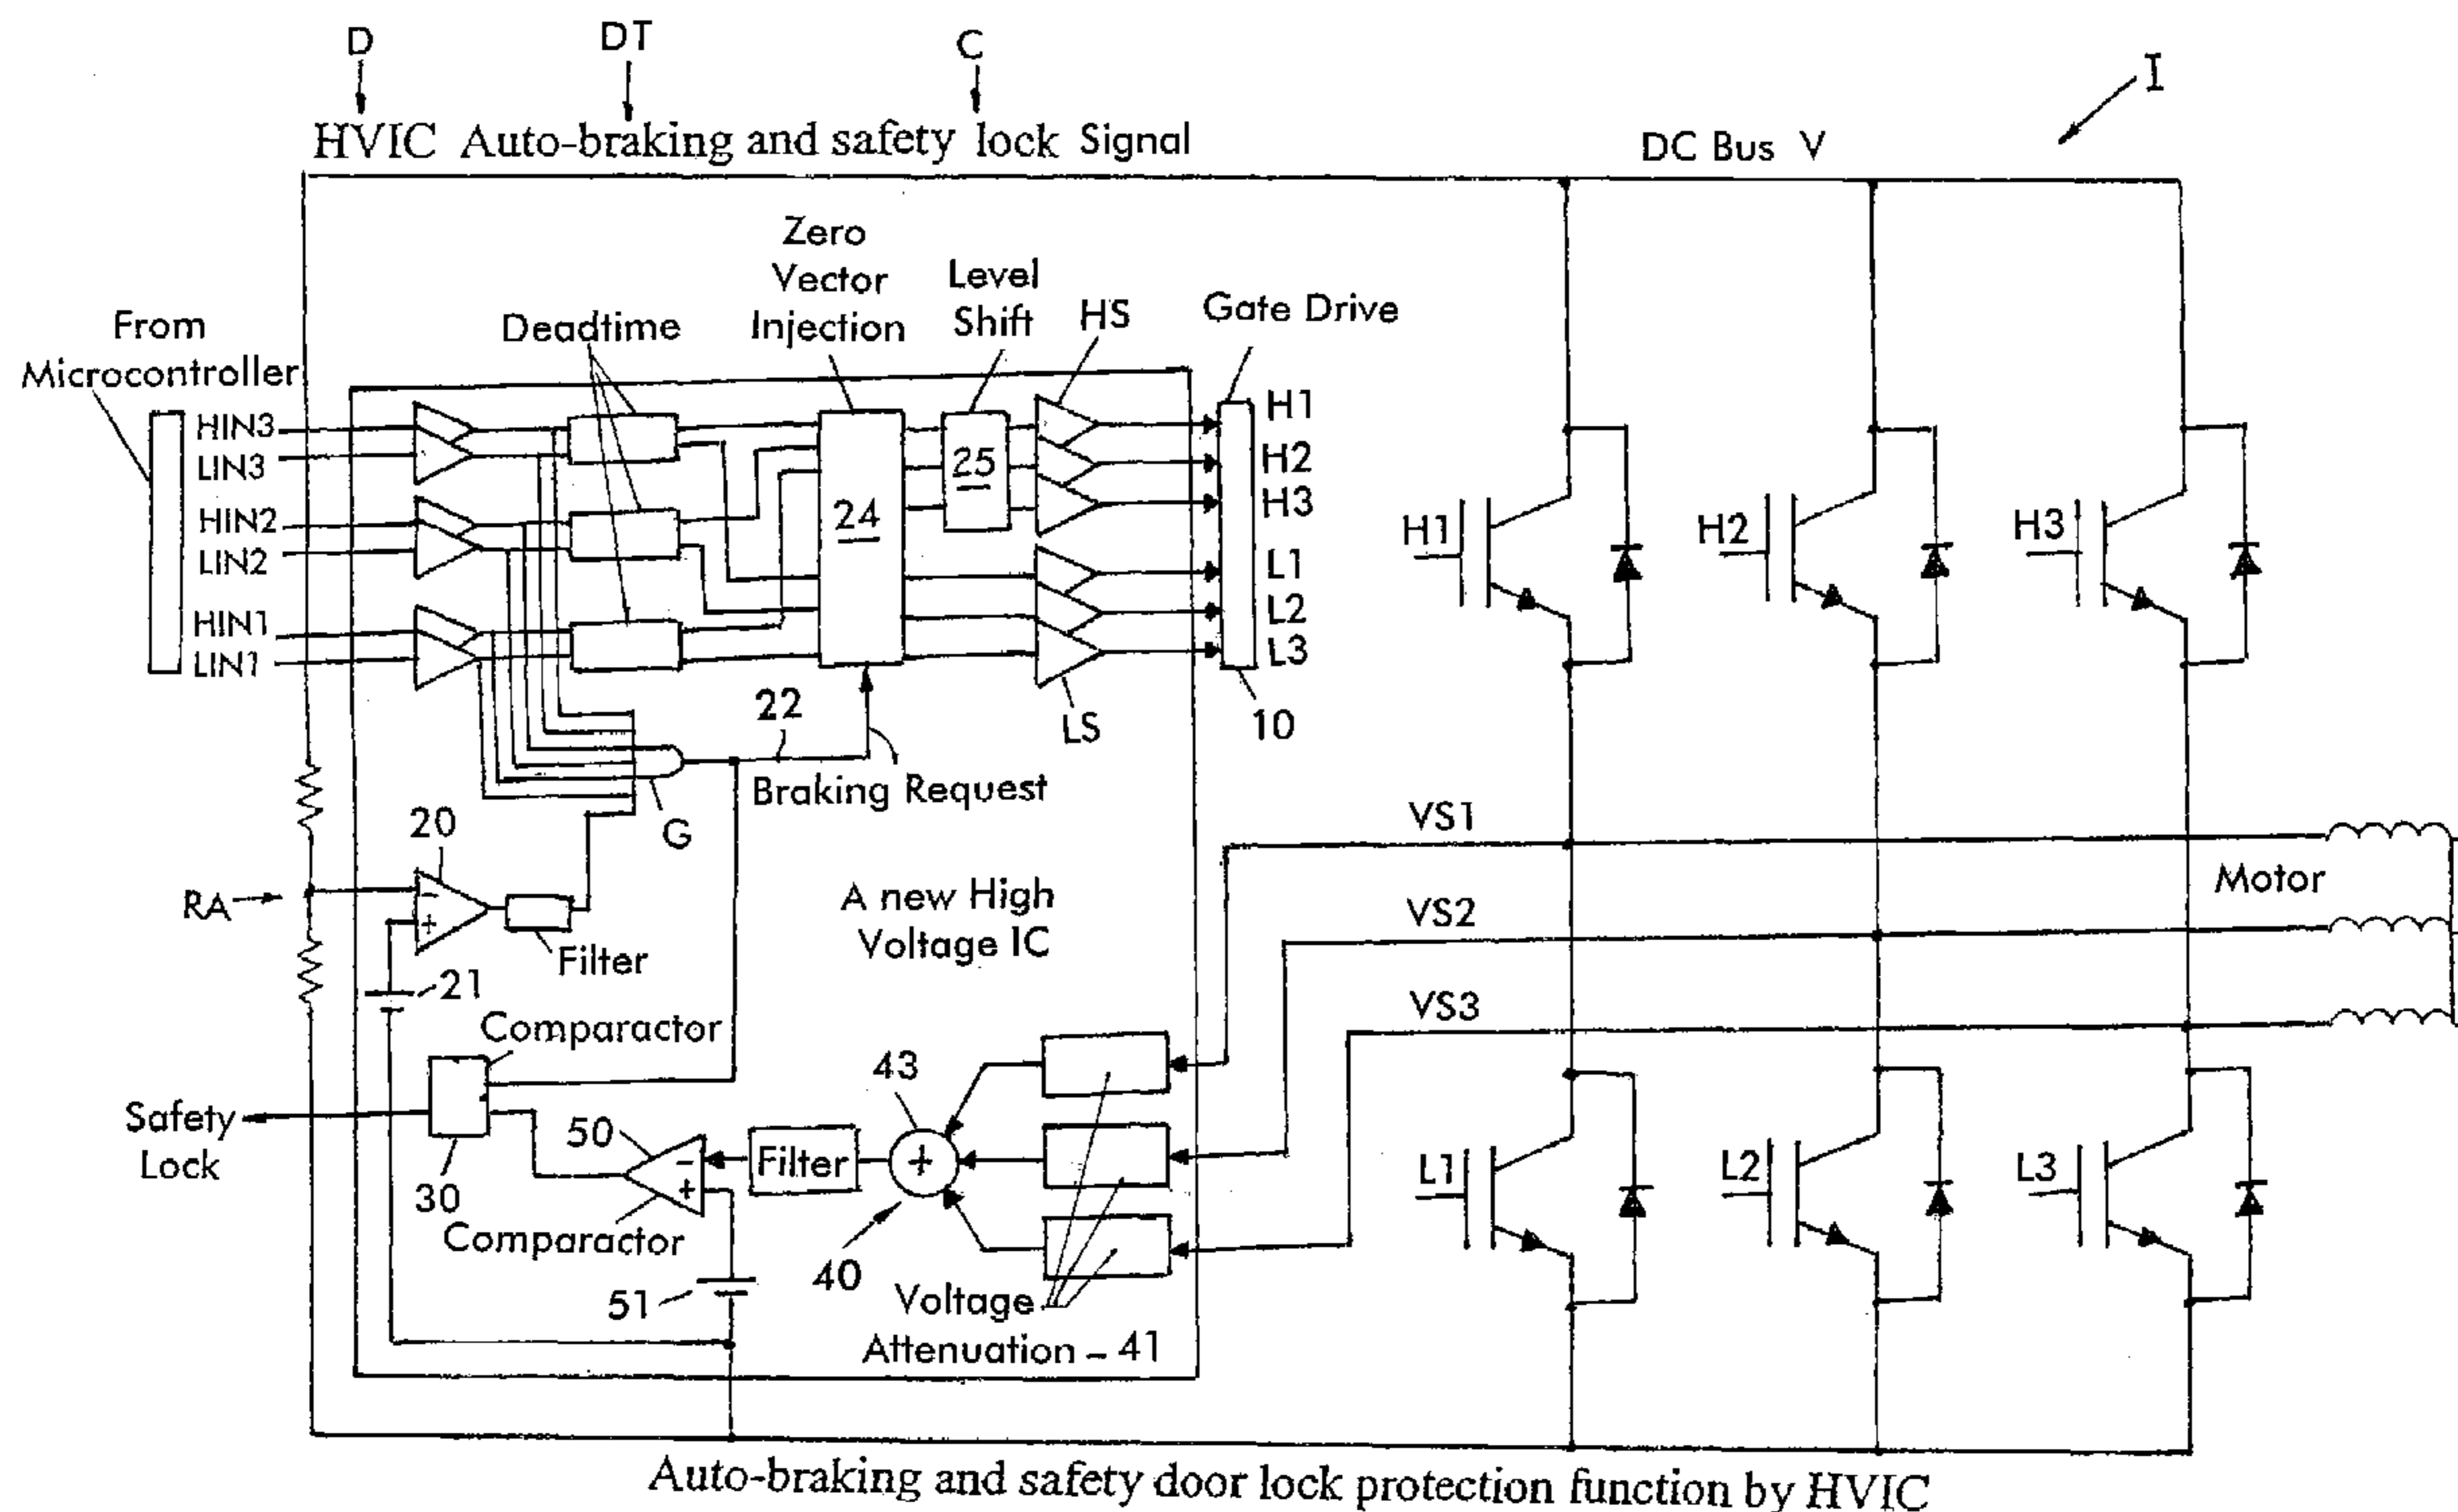 D
DT
C
I
HVIC Auto-braking and safety lock Signal
DC Bus V
Zero
Vector
Injection
Level
Shift
HS
Gate Drive
From
Microcontroller
Deadtime
HIN3
LIN3
HIN2
LIN2
HIN1
LIN1
24
25
H1
H2
H3
L1
L2
L3
10
LS
H1
H2
H3
22
Braking Request
G
20
RA
Filter
21
A new High
Voltage IC
VS1
VS2
VS3
Motor
Comparactor
Safety
Lock
30
50
Comparactor
51
Filter
43
+
40
Voltage
Attenuation - 41
L1
L2
L3
Auto-braking and safety door lock protection function by HVIC